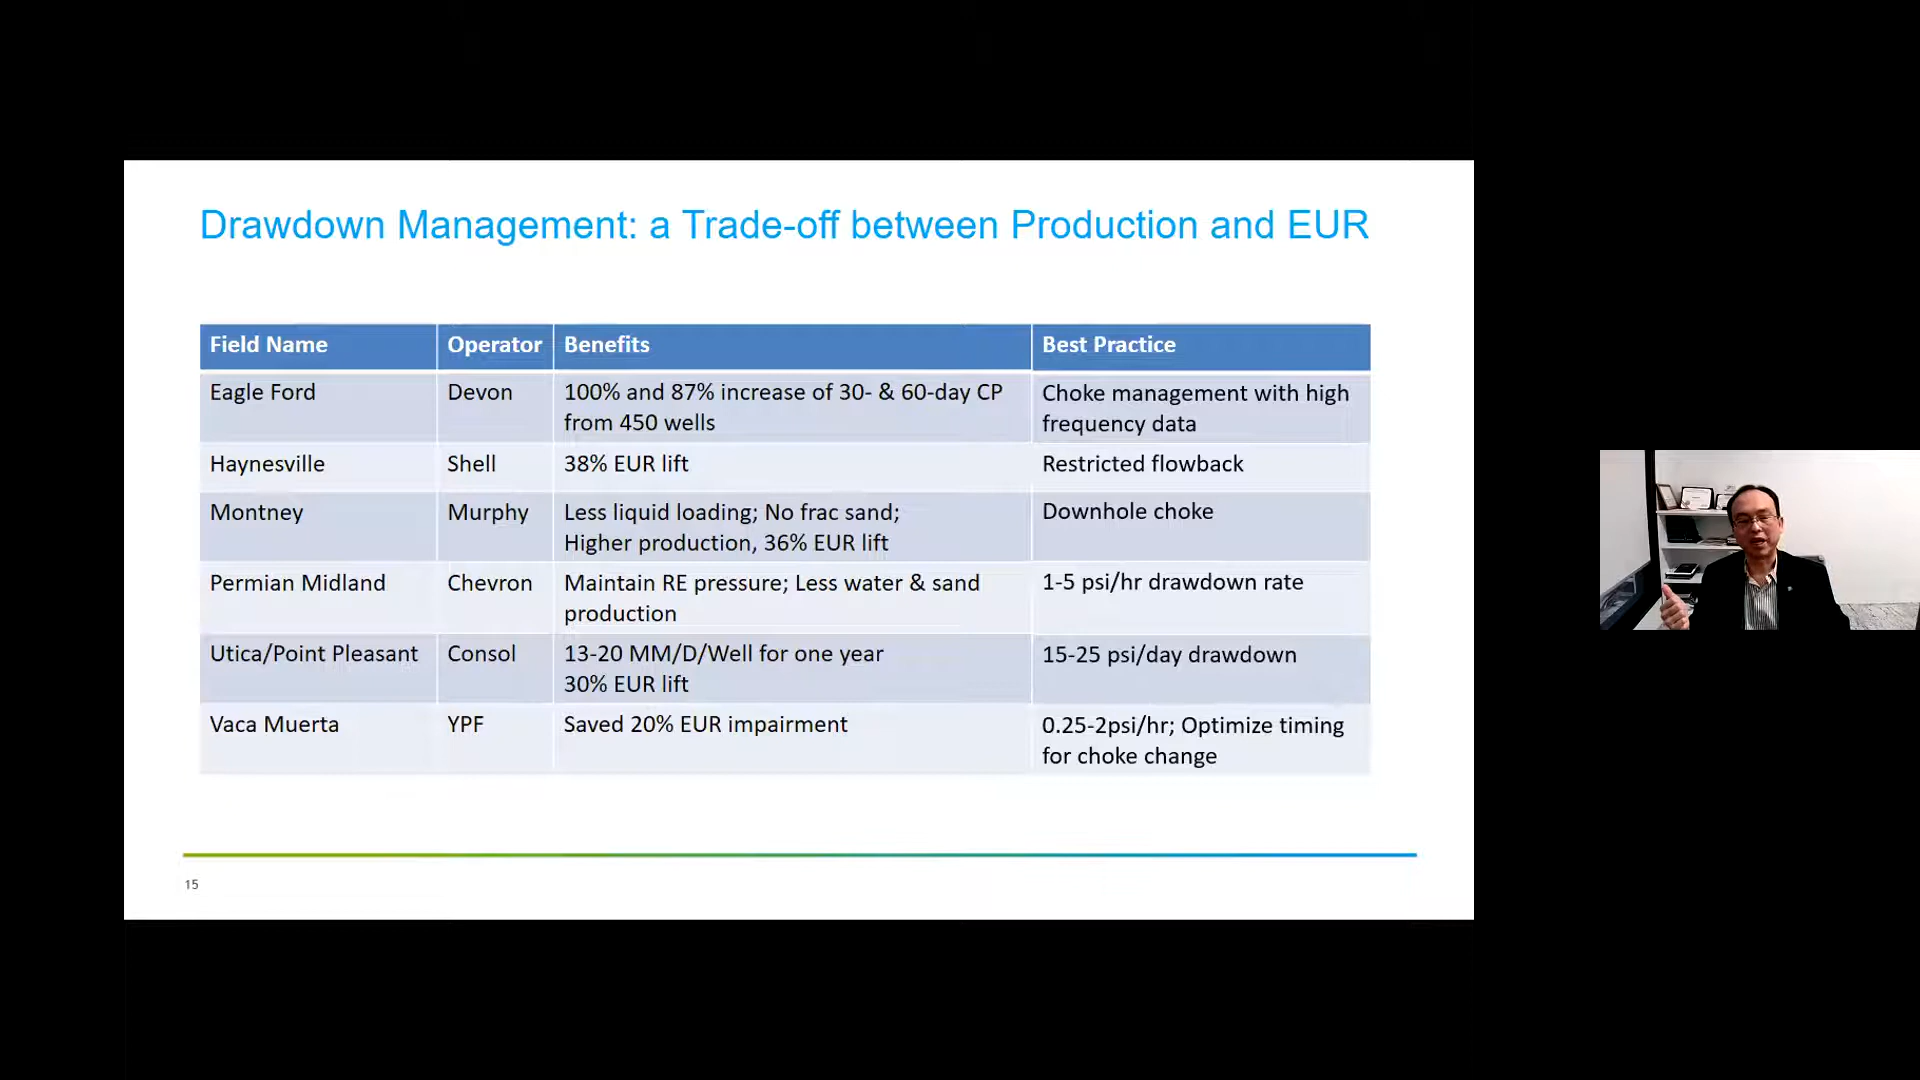 Drawdown Management: a Trade-off between Production and EUR
Field Name Operator Benefits Best Practice
Eagle Ford Devon 100% and 87% increase of 30- & 60-day CP Choke management with high
from 450 wells frequency data
Haynesville Shell 38% EUR lift Restricted flowback
Montney Murphy Less liquid loading; No frac sand; Downhole choke
Higher production, 36% EUR lift
Permian Midland Chevron Maintain RE pressure; Less water & sand 1-5 psi/hr drawdown rate
production
Utica/Point Pleasant Consol 13-20 MM/D/Well for one year 15-25 psi/day drawdown
30% EUR lift
Vaca Muerta YPF Saved 20% EUR impairment 0.25-2psi/hr; Optimize timing
for choke change
15